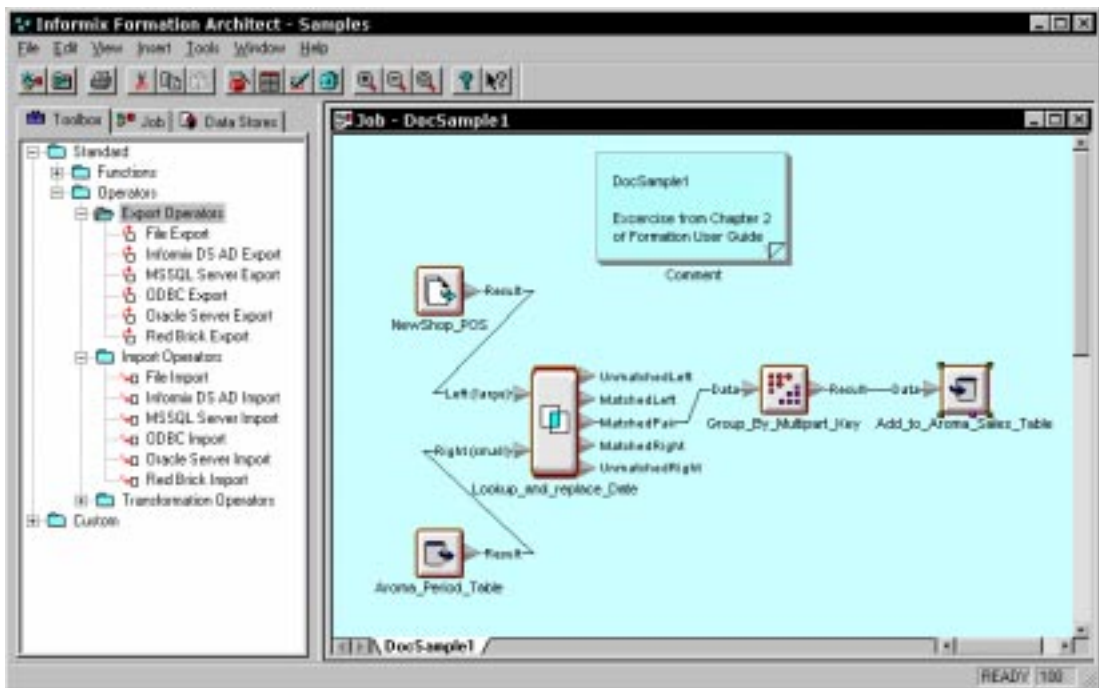 Informix Formation Architect - Samples
File Edit View Insert Tools Window Help
Toolbox Job Data Stores
Standard
Functions
Operators
Export Operators
File Export
Informix DS AD Export
MSSQL Server Export
ODBC Export
Oracle Server Export
Red Brick Export
Import Operators
File Import
Informix DS AD Import
MSSQL Server Import
ODBC Import
Oracle Server Import
Red Brick Import
Transformation Operators
Custom
Job - DocSample1
DocSample1
Excercise from Chapter 2
of Formation User Guide
Comment
Result
NewShop_POS
Left (large)
Right (small)
UnmatchedLeft
MatchedLeft
MatchedPair
MatchedRight
UnmatchedRight
Lookup_and_replace_Date
Data
Result
Group_By_Multipart_Key
Data
Add_to_Aroma_Sales_Table
Result
Aroma_Period_Table
DocSample1
READY 100